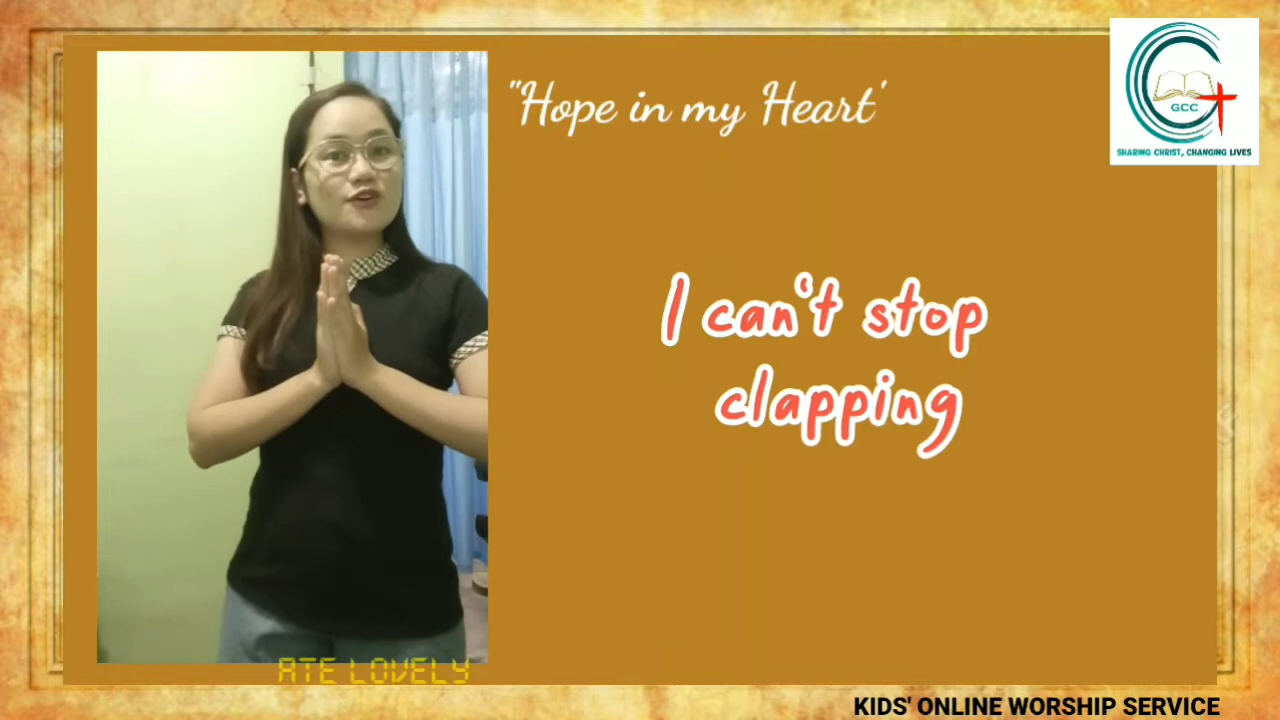 "Hope in my Heart'
GCC
SHARING CHRIST, CHANGING LIVES
I can't stop
clapping
ATE LOVELY
KIDS' ONLINE WORSHIP SERVICE